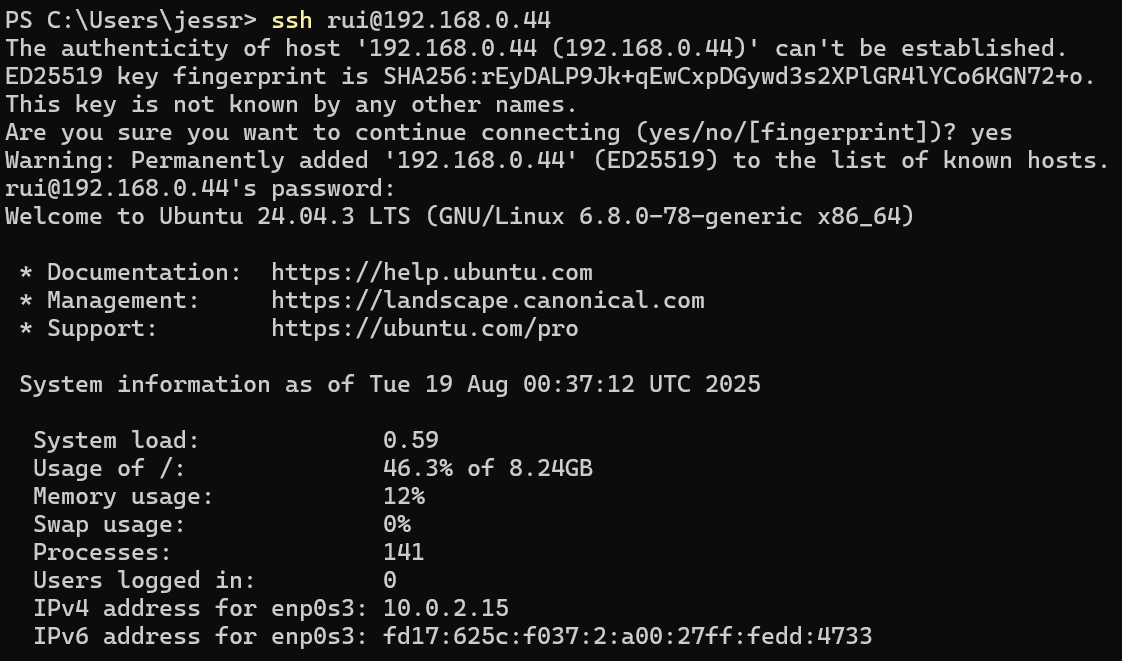 PS C:\Users\jessr> ssh rui@192.168.0.44
The authenticity of host '192.168.0.44 (192.168.0.44)' can't be established.
ED25519 key fingerprint is SHA256:rEyDALP9Jk+qEwCxpDGywd3s2XPlGR4lYCo6KGN72+o.
This key is not known by any other names.
Are you sure you want to continue connecting (yes/no/[fingerprint])? yes
Warning: Permanently added '192.168.0.44' (ED25519) to the list of known hosts.
rui@192.168.0.44's password:
Welcome to Ubuntu 24.04.3 LTS (GNU/Linux 6.8.0-78-generic x86_64)
* Documentation: https://help.ubuntu.com
* Management: https://landscape.canonical.com
* Support: https://ubuntu.com/pro
System information as of Tue 19 Aug 00:37:12 UTC 2025
System load: 0.59
Usage of /: 46.3% of 8.24GB
Memory usage: 12%
Swap usage: 0%
Processes: 141
Users logged in: 0
IPv4 address for enp0s3: 10.0.2.15
IPv6 address for enp0s3: fd17:625c:f037:2:a00:27ff:fedd:4733